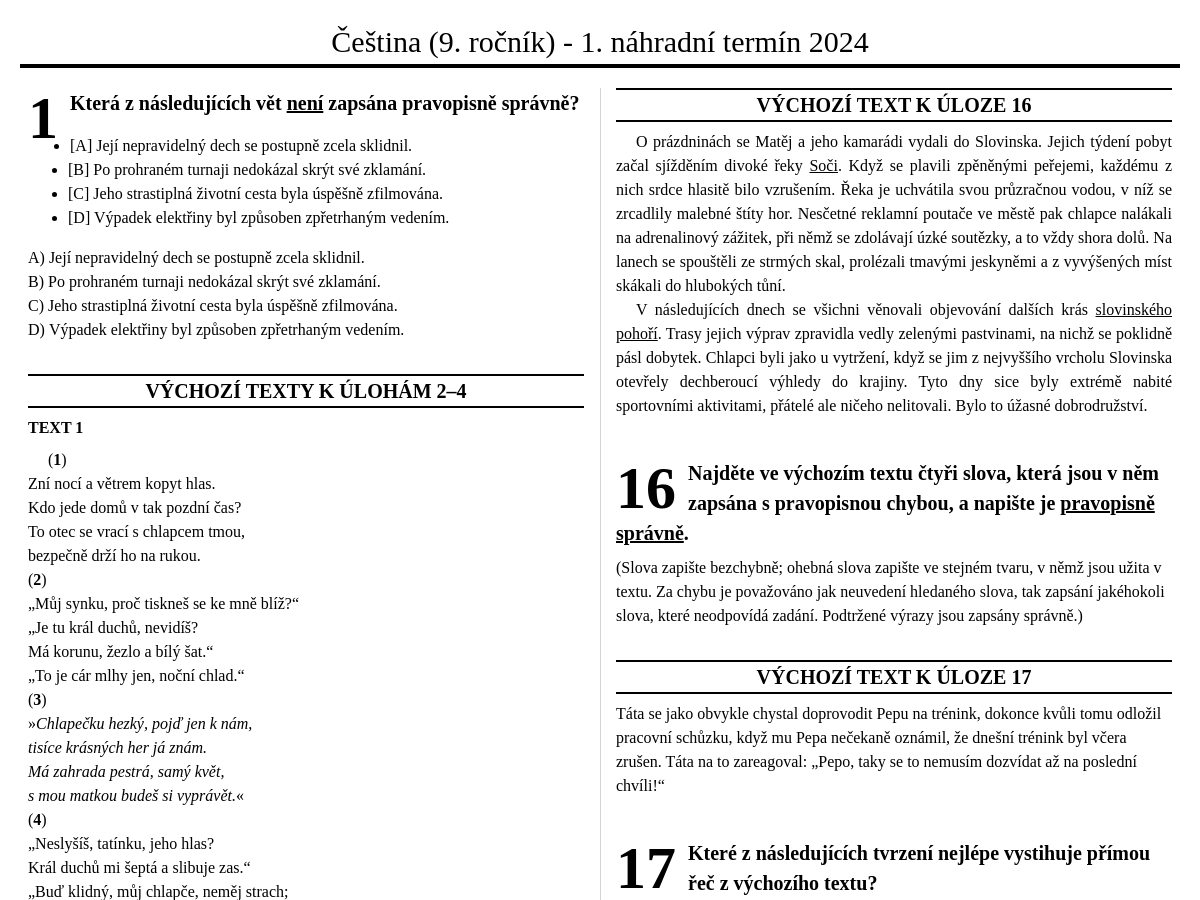 Čeština (9. ročník) - 1. náhradní termín 2024
1 Která z následujících vět není zapsána pravopisně správně?
• [A] Její nepravidelný dech se postupně zcela sklidnil.
• [B] Po prohraném turnaji nedokázal skrýt své zklamání.
• [C] Jeho strastiplná životní cesta byla úspěšně zfilmována.
• [D] Výpadek elektřiny byl způsoben zpřetrhaným vedením.
A) Její nepravidelný dech se postupně zcela sklidnil.
B) Po prohraném turnaji nedokázal skrýt své zklamání.
C) Jeho strastiplná životní cesta byla úspěšně zfilmována.
D) Výpadek elektřiny byl způsoben zpřetrhaným vedením.
VÝCHOZÍ TEXTY K ÚLOHÁM 2–4
TEXT 1
(1)
Zní nocí a větrem kopyt hlas.
Kdo jede domů v tak pozdní čas?
To otec se vrací s chlapcem tmou,
bezpečně drží ho na rukou.
(2)
„Můj synku, proč tiskneš se ke mně blíž?“
„Je tu král duchů, nevidíš?
Má korunu, žezlo a bílý šat.“
„To je cár mlhy jen, noční chlad.“
(3)
»Chlapečku hezký, pojď jen k nám,
tisíce krásných her já znám.
Má zahrada pestrá, samý květ,
s mou matkou budeš si vyprávět.«
(4)
„Neslyšíš, tatínku, jeho hlas?
Král duchů mi šeptá a slibuje zas.“
„Buď klidný, můj chlapče, neměj strach;
VÝCHOZÍ TEXT K ÚLOZE 16
O prázdninách se Matěj a jeho kamarádi vydali do Slovinska. Jejich týdení pobyt
začal sjížděním divoké řeky Soči. Když se plavili zpěněnými peřejemi, každému z
nich srdce hlasitě bilo vzrušením. Řeka je uchvátila svou průzračnou vodou, v níž se
zrcadlily malebné štíty hor. Nesčetné reklamní poutače ve městě pak chlapce nalákali
na adrenalinový zážitek, při němž se zdolávají úzké soutězky, a to vždy shora dolů. Na
lanech se spouštěli ze strmých skal, prolézali tmavými jeskyněmi a z vyvýšených míst
skákali do hlubokých tůní.
V následujících dnech se všichni věnovali objevování dalších krás slovinského
pohoří. Trasy jejich výprav zpravidla vedly zelenými pastvinami, na nichž se poklidně
pásl dobytek. Chlapci byli jako u vytržení, když se jim z nejvyššího vrcholu Slovinska
otevřely dechberoucí výhledy do krajiny. Tyto dny sice byly extrémě nabité
sportovními aktivitami, přátelé ale ničeho nelitovali. Bylo to úžasné dobrodružství.
16 Najděte ve výchozím textu čtyři slova, která jsou v něm
zapsána s pravopisnou chybou, a napište je pravopisně
správně.
(Slova zapište bezchybně; ohebná slova zapište ve stejném tvaru, v němž jsou užita v
textu. Za chybu je považováno jak neuvedení hledaného slova, tak zapsání jakéhokoli
slova, které neodpovídá zadání. Podtržené výrazy jsou zapsány správně.)
VÝCHOZÍ TEXT K ÚLOZE 17
Táta se jako obvykle chystal doprovodit Pepu na trénink, dokonce kvůli tomu odložil
pracovní schůzku, když mu Pepa nečekaně oznámil, že dnešní trénink byl včera
zrušen. Táta na to zareagoval: „Pepo, taky se to nemusím dozvídat až na poslední
chvíli!“
17 Které z následujících tvrzení nejlépe vystihuje přímou
řeč z výchozího textu?